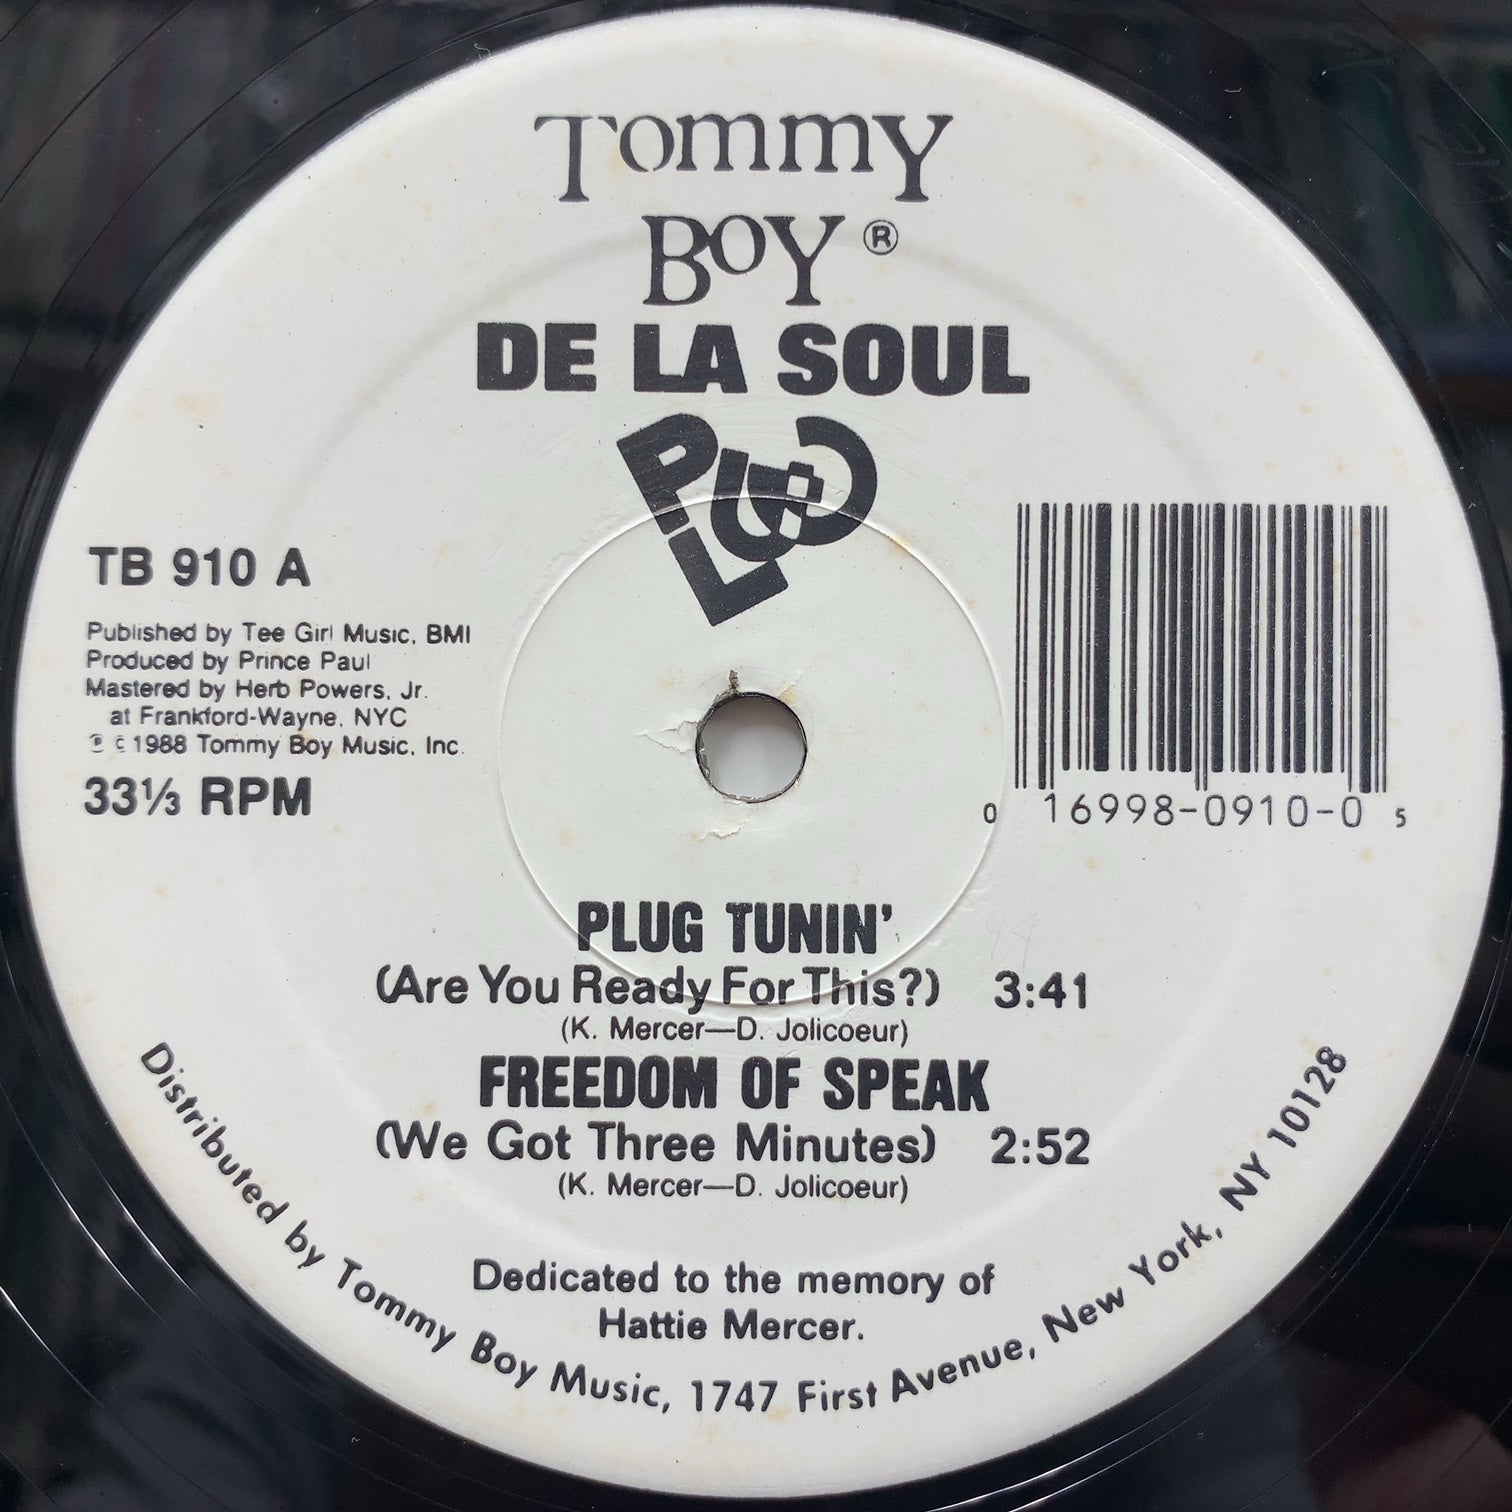 Tommy
Boy ®
DE LA SOUL
PLUG
TB 910 A
Published by Tee Girl Music, BMI
Produced by Prince Paul
Mastered by Herb Powers, Jr.
at Frankford-Wayne, NYC
℗ © 1988 Tommy Boy Music, Inc.
33⅓ RPM
0 16998-0910-0 5
PLUG TUNIN'
(Are You Ready For This?) 3:41
(K. Mercer—D. Jolicoeur)
FREEDOM OF SPEAK
(We Got Three Minutes) 2:52
(K. Mercer—D. Jolicoeur)
Dedicated to the memory of
Hattie Mercer.
Distributed by Tommy Boy Music, 1747 First Avenue, New York, NY 10128